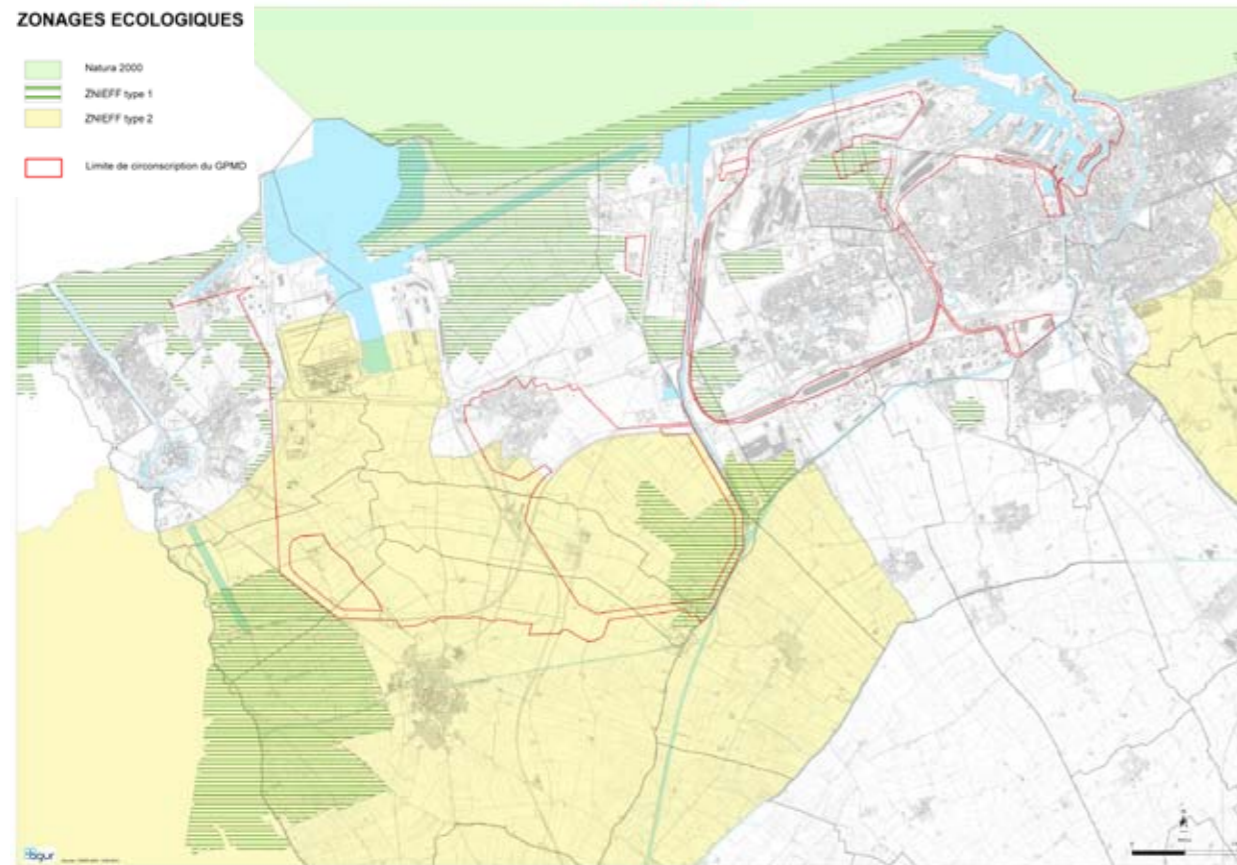 ZONAGES ECOLOGIQUES
Natura 2000
ZNIEFF type 1
ZNIEFF type 2
Limite de circonscription du GPMD
agur